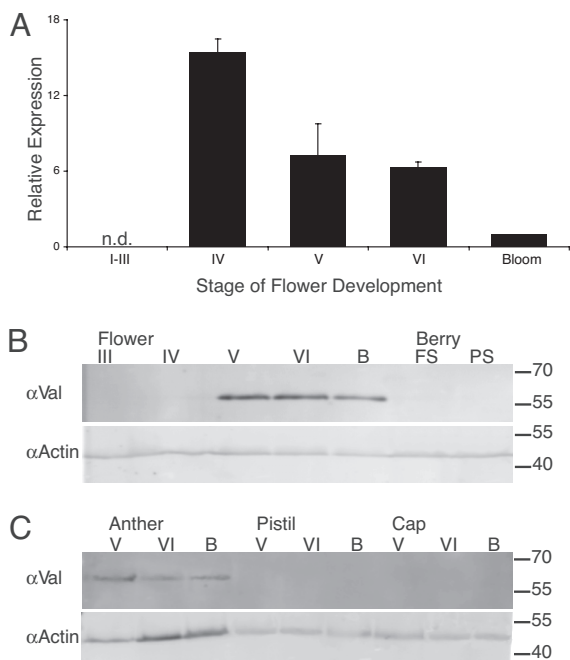 A
Relative Expression
18
12
6
0
n.d.
I-III IV V VI Bloom
Stage of Flower Development
B
Flower Berry
III IV V VI B FS PS
αVal
70
55
αActin
55
40
C
Anther Pistil Cap
V VI B V VI B V VI B
αVal
70
55
αActin
55
40